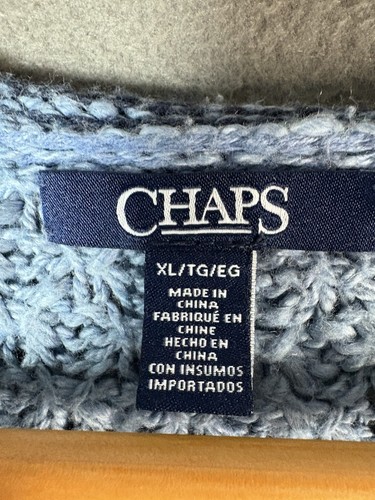 CHAPS
XL/TG/EG
MADE IN
CHINA
FABRIQUÉ EN
CHINE
HECHO EN
CHINA
CON INSUMOS
IMPORTADOS